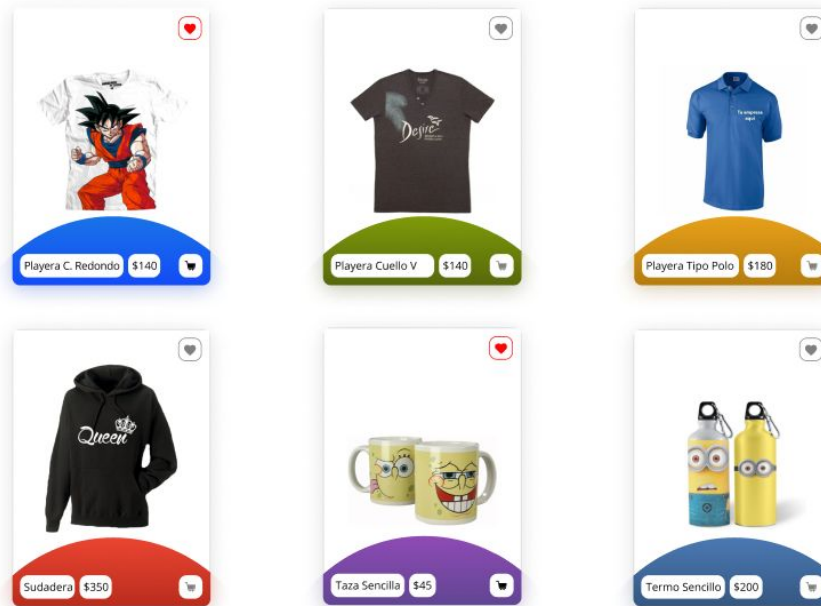 Desire
Tu empresa
aquí
Playera C. Redondo $140
Playera Cuello V $140
Playera Tipo Polo $180
Queen
Sudadera $350
Taza Sencilla $45
Termo Sencillo $200